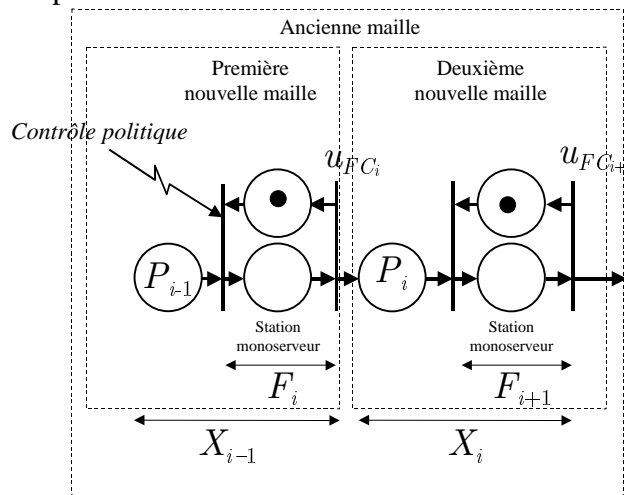 Ancienne maille
Première
nouvelle maille
Deuxième
nouvelle maille
Contrôle politique
u_{FC_i}
u_{FC_{i+
P_{i-1}
P_i
Station
monoserveur
Station
monoserveur
F_i
F_{i+1}
X_{i-1}
X_i